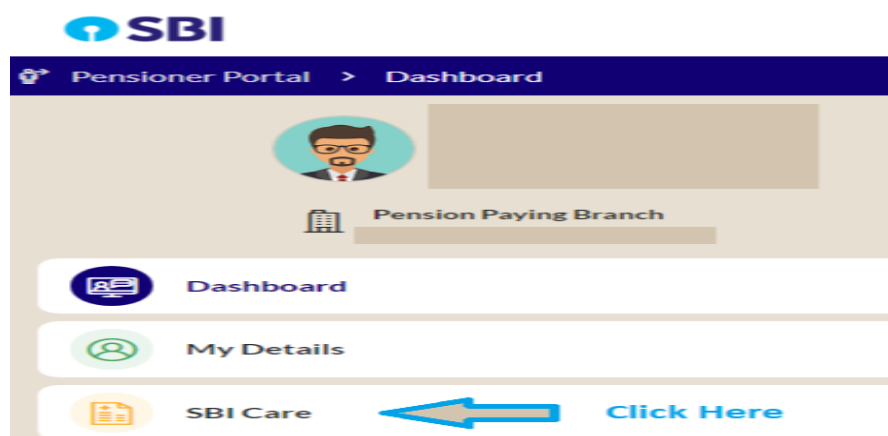 SBI
Pensioner Portal > Dashboard
Pension Paying Branch
Dashboard
My Details
SBI Care
Click Here